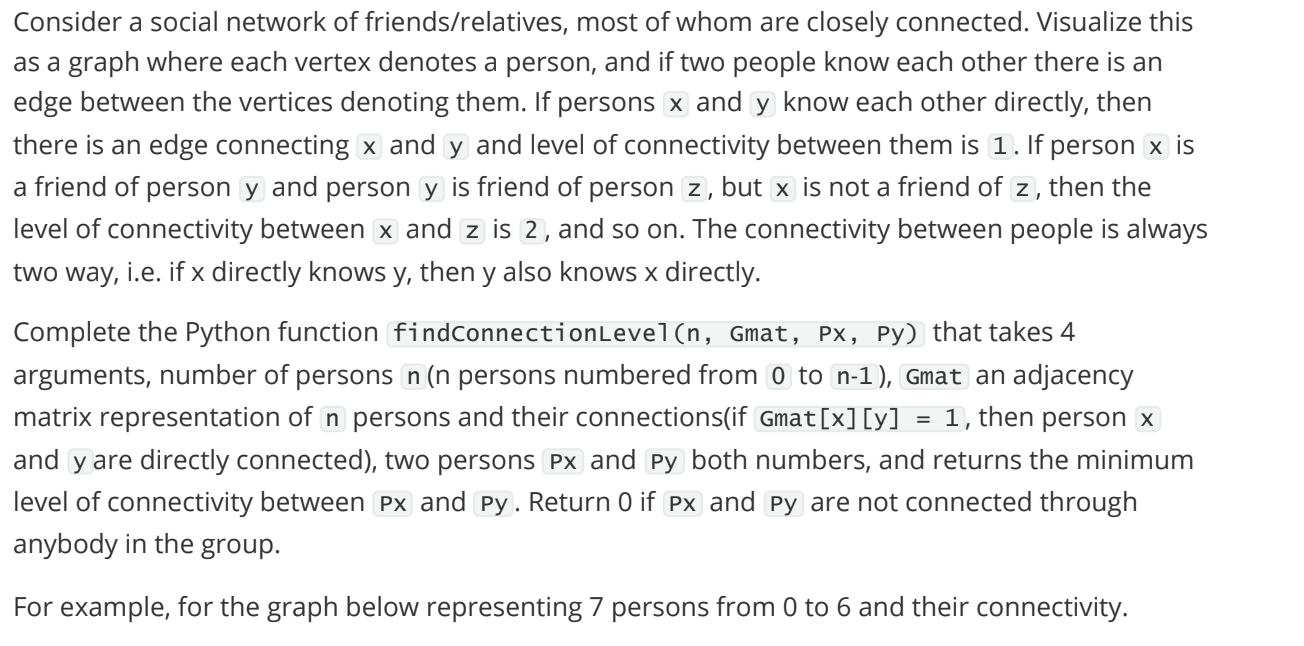 Consider a social network of friends/relatives, most of whom are closely connected. Visualize this
as a graph where each vertex denotes a person, and if two people know each other there is an
edge between the vertices denoting them. If persons x and y know each other directly, then
there is an edge connecting x and y and level of connectivity between them is 1. If person x is
a friend of person y and person y is friend of person z, but x is not a friend of z, then the
level of connectivity between x and z is 2, and so on. The connectivity between people is always
two way, i.e. if x directly knows y, then y also knows x directly.
Complete the Python function findConnectionLevel(n, Gmat, Px, Py) that takes 4
arguments, number of persons n(n persons numbered from 0 to n-1), Gmat an adjacency
matrix representation of n persons and their connections(if Gmat[x][y] = 1, then person x
and y are directly connected), two persons Px and Py both numbers, and returns the minimum
level of connectivity between Px and Py. Return 0 if Px and Py are not connected through
anybody in the group.
For example, for the graph below representing 7 persons from 0 to 6 and their connectivity.